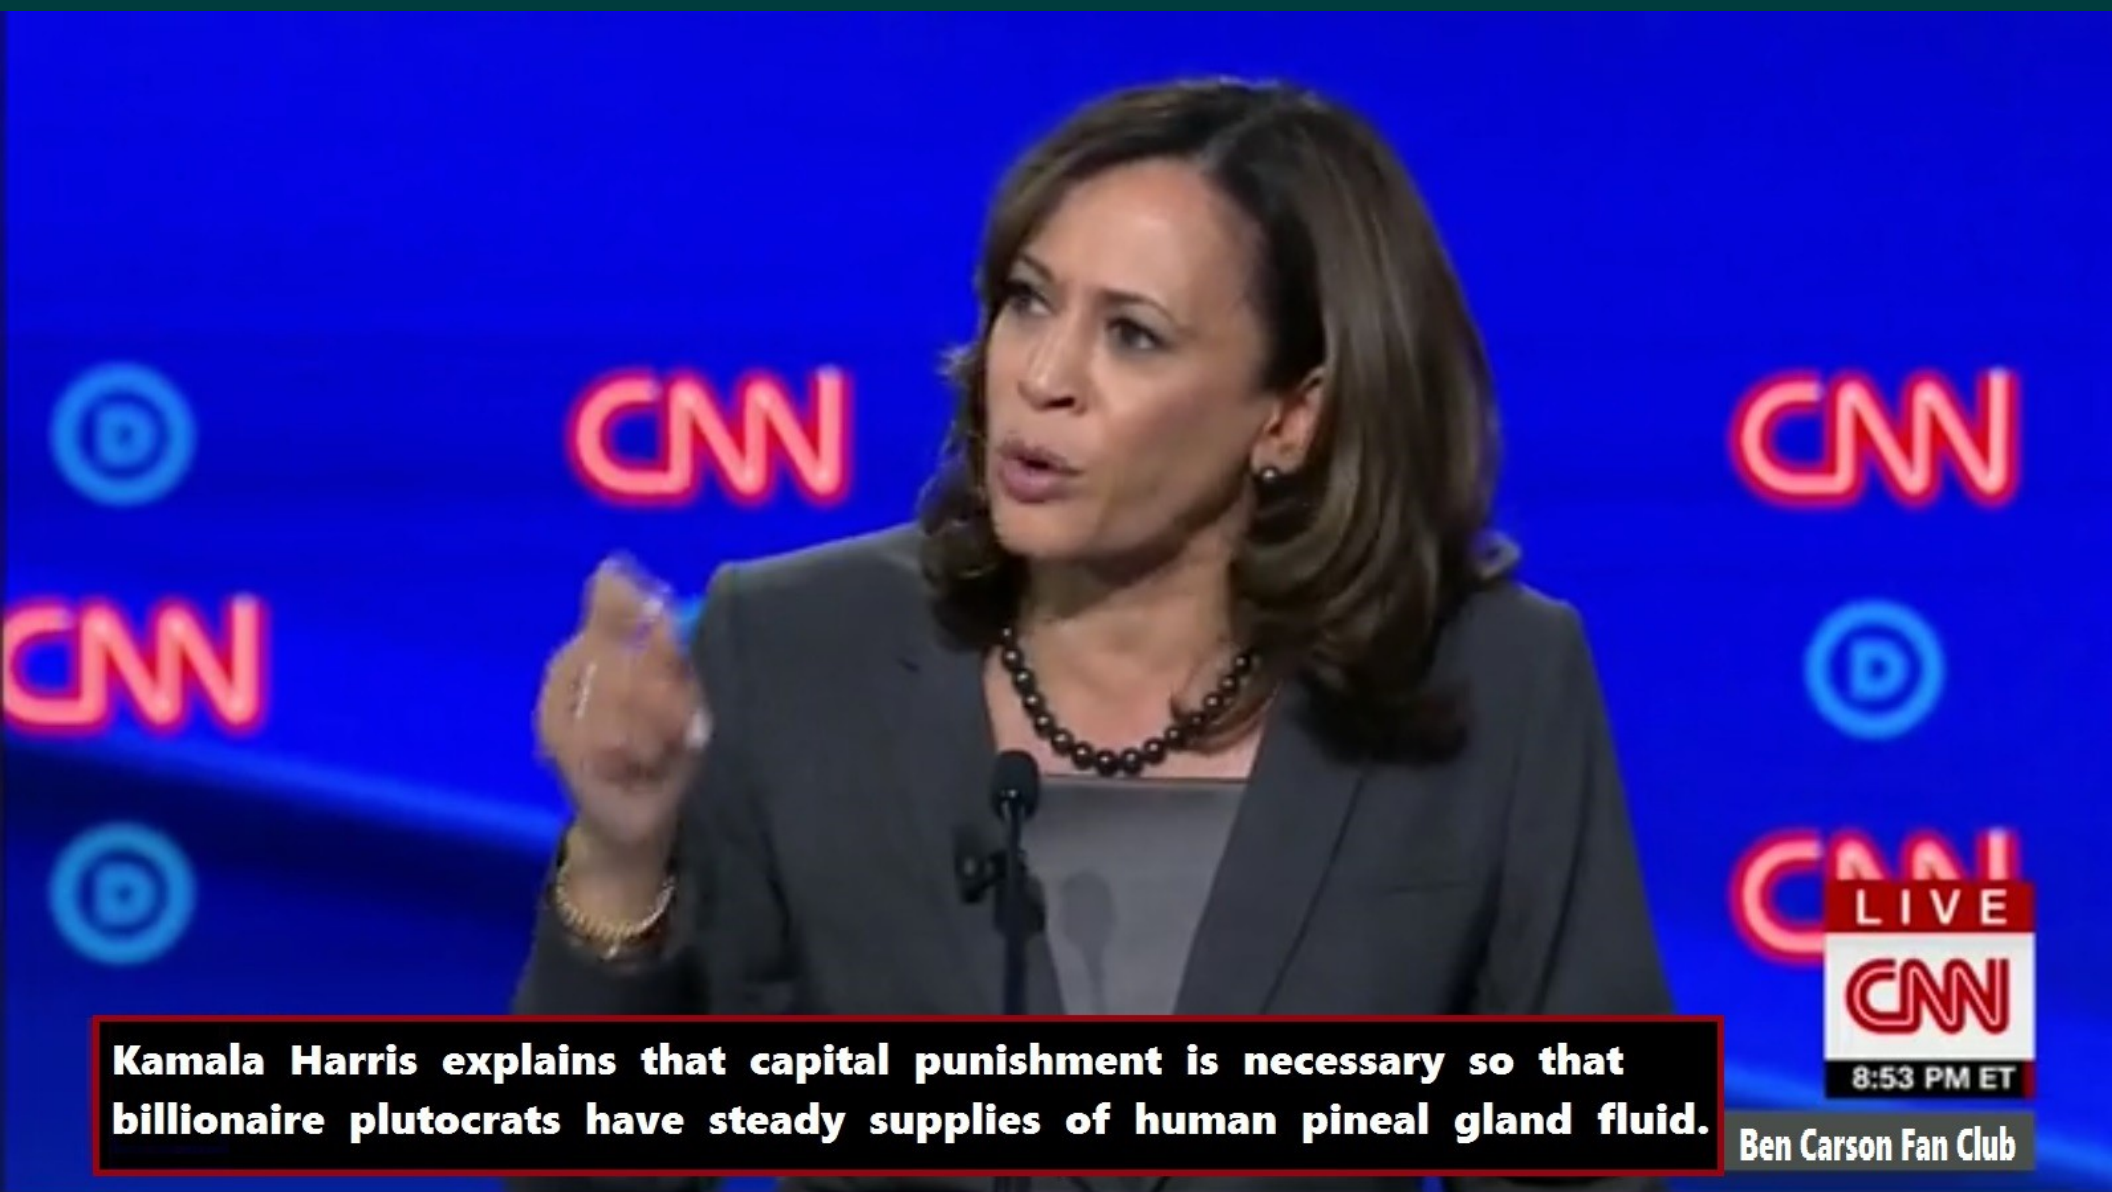 D
CNN
CNN
CNN
D
D
CNN
LIVE
CNN
8:53 PM ET
Kamala Harris explains that capital punishment is necessary so that
billionaire plutocrats have steady supplies of human pineal gland fluid.
Ben Carson Fan Club